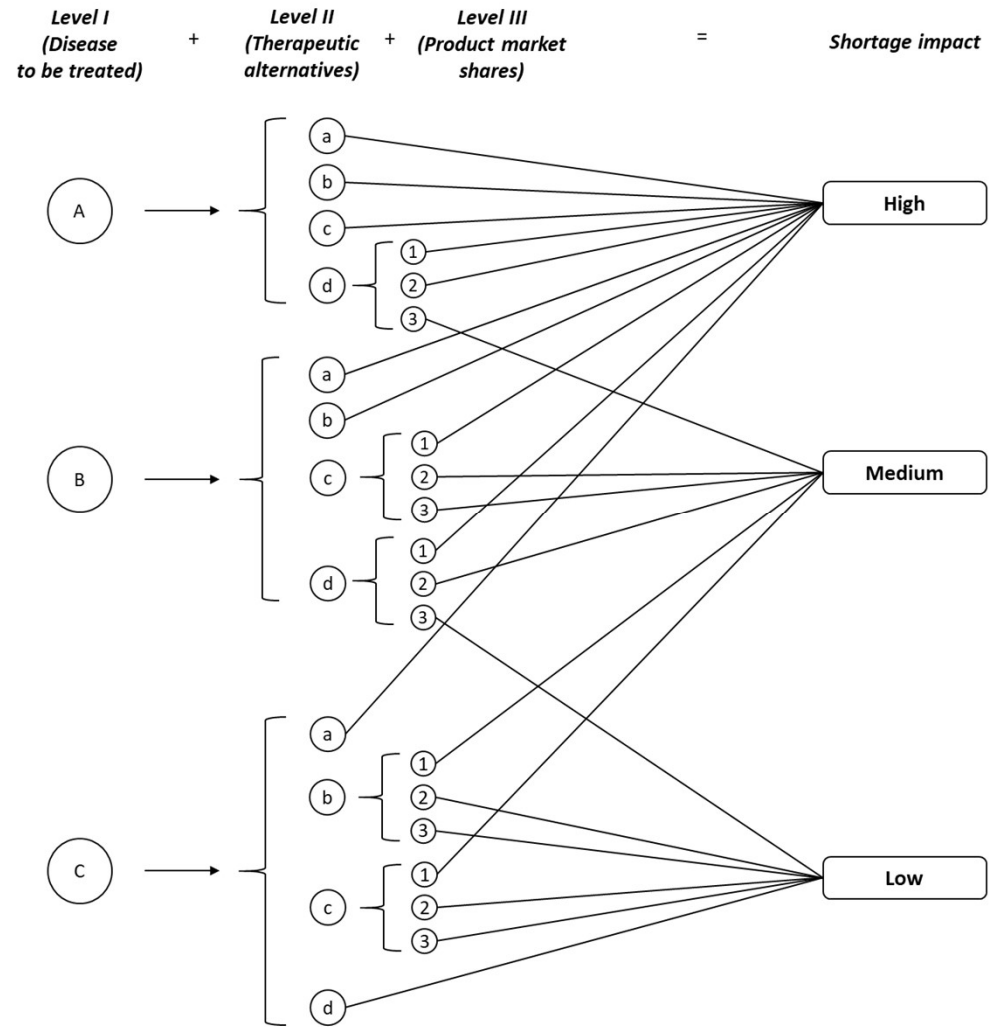 Level I
(Disease
to be treated)
+
Level II
(Therapeutic
alternatives)
+
Level III
(Product market
shares)
=
Shortage impact
A
a
b
c
d
1
2
3
High
B
a
b
c
1
2
3
d
1
2
3
Medium
C
a
b
1
2
3
c
1
2
3
d
Low